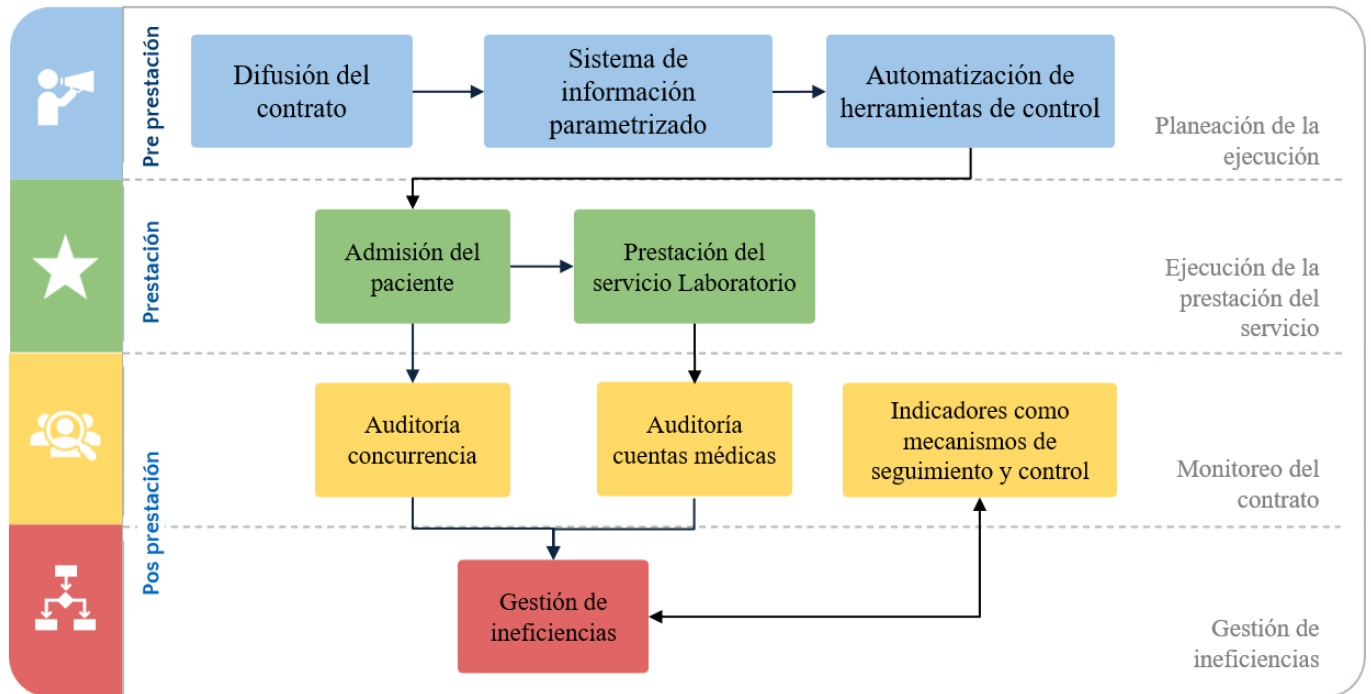 Pre prestación
Difusión del
contrato
Sistema de
información
parametrizado
Automatización de
herramientas de control
Planeación de la
ejecución
Prestación
Admisión del
paciente
Prestación del
servicio Laboratorio
Ejecución de la
prestación del
servicio
Pos prestación
Auditoría
concurrencia
Auditoría
cuentas médicas
Indicadores como
mecanismos de
seguimiento y control
Monitoreo del
contrato
Gestión de
ineficiencias
Gestión de
ineficiencias